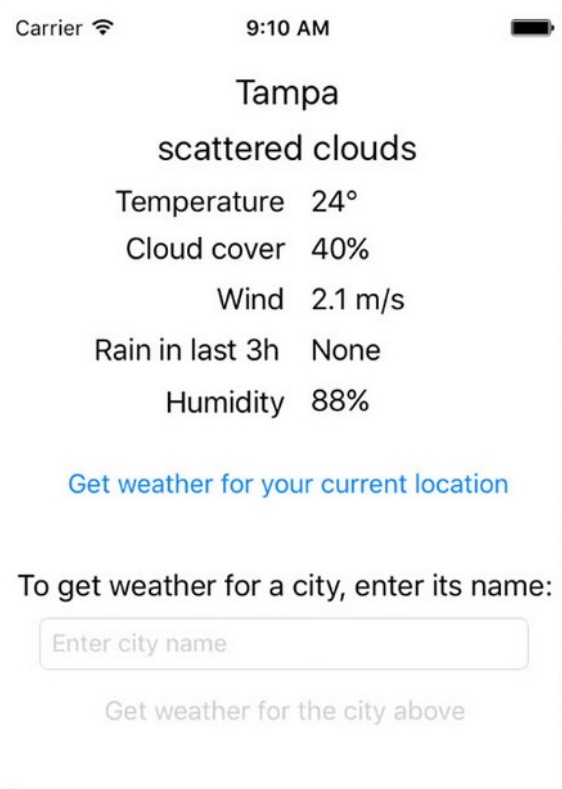 Carrier 9:10 AM
Tampa
scattered clouds
Temperature 24°
Cloud cover 40%
Wind 2.1 m/s
Rain in last 3h None
Humidity 88%
Get weather for your current location
To get weather for a city, enter its name:
Enter city name
Get weather for the city above